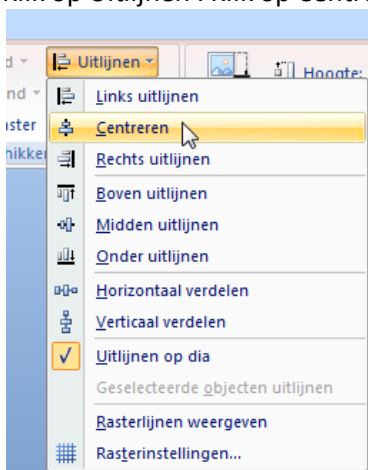 Uitlijnen
Hoogte:
Links uitlijnen
Centreren
Rechts uitlijnen
Boven uitlijnen
Midden uitlijnen
Onder uitlijnen
Horizontaal verdelen
Verticaal verdelen
Uitlijnen op dia
Geselecteerde objecten uitlijnen
Rasterlijnen weergeven
Rasterinstellingen...